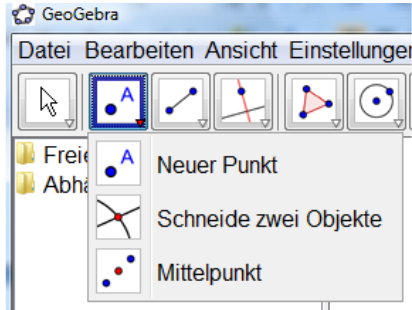 GeoGebra
Datei Bearbeiten Ansicht Einstellungen
A
A Neuer Punkt
Schneide zwei Objekte
Mittelpunkt